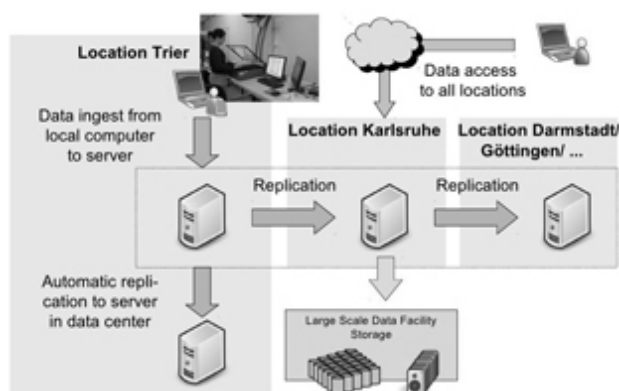 Location Trier
Data access
to all locations
Data ingest from
local computer
to server
Location Karlsruhe
Location Darmstadt/
Göttingen/ ...
Replication
Replication
Automatic repli-
cation to server
in data center
Large Scale Data Facility
Storage